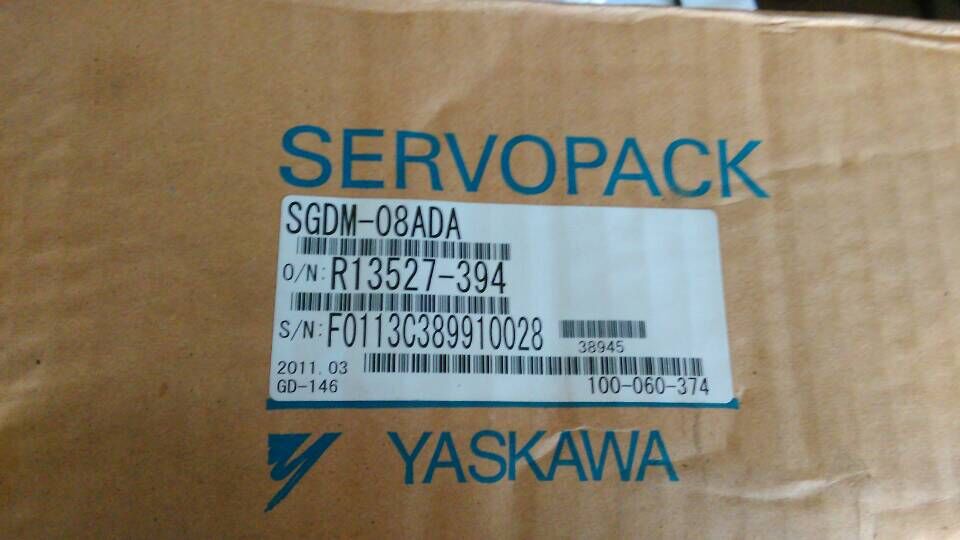 SERVOPACK
SGDM-08ADA
O/N: R13527-394
S/N: F0113C389910028
38945
2011.03
GD-146
100-060-374
YASKAWA